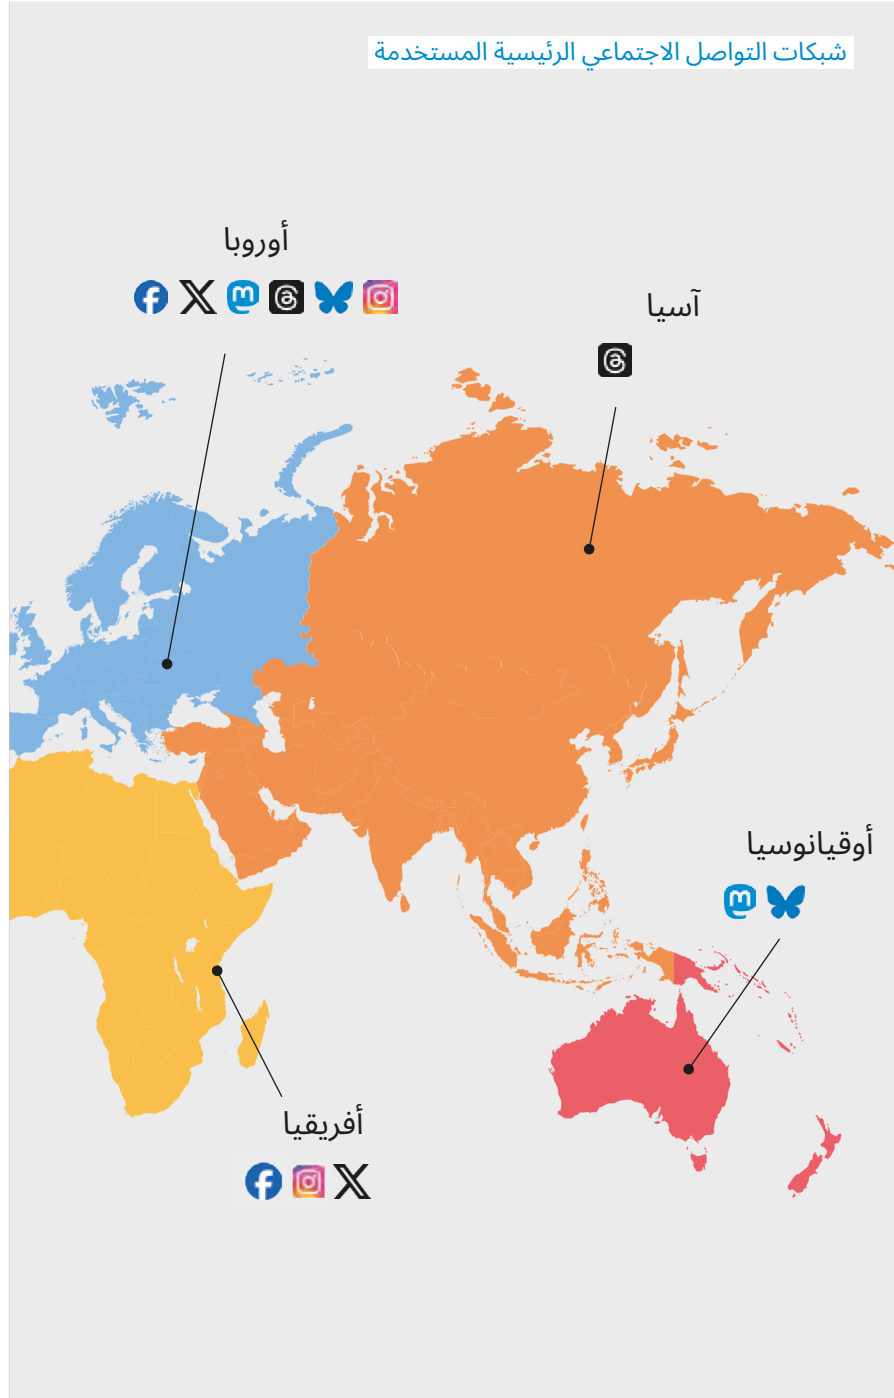 شبكات التواصل الاجتماعي الرئيسية المستخدمة
أوروبا
آسيا
أوقيانوسيا
أفريقيا